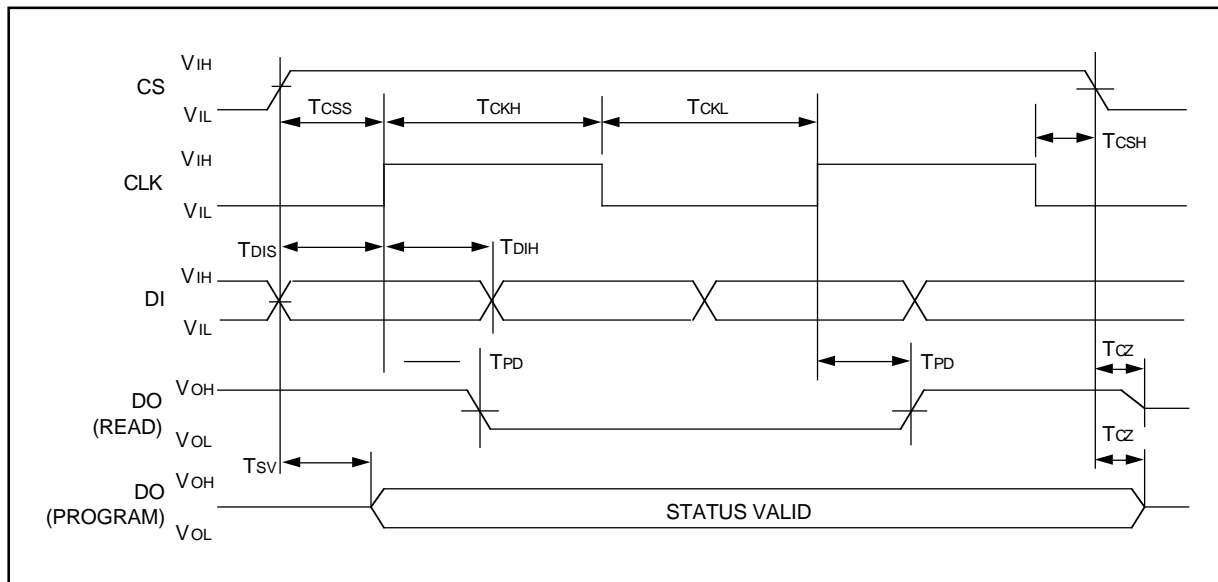 CS
VIH
VIL
TCSS
TCKH
TCKL
TCSH
CLK
VIH
VIL
TDIS
TDIH
DI
VIH
VIL
TPD
TPD
TCZ
DO
(READ)
VOH
VOL
TSV
TCZ
DO
(PROGRAM)
VOH
VOL
STATUS VALID